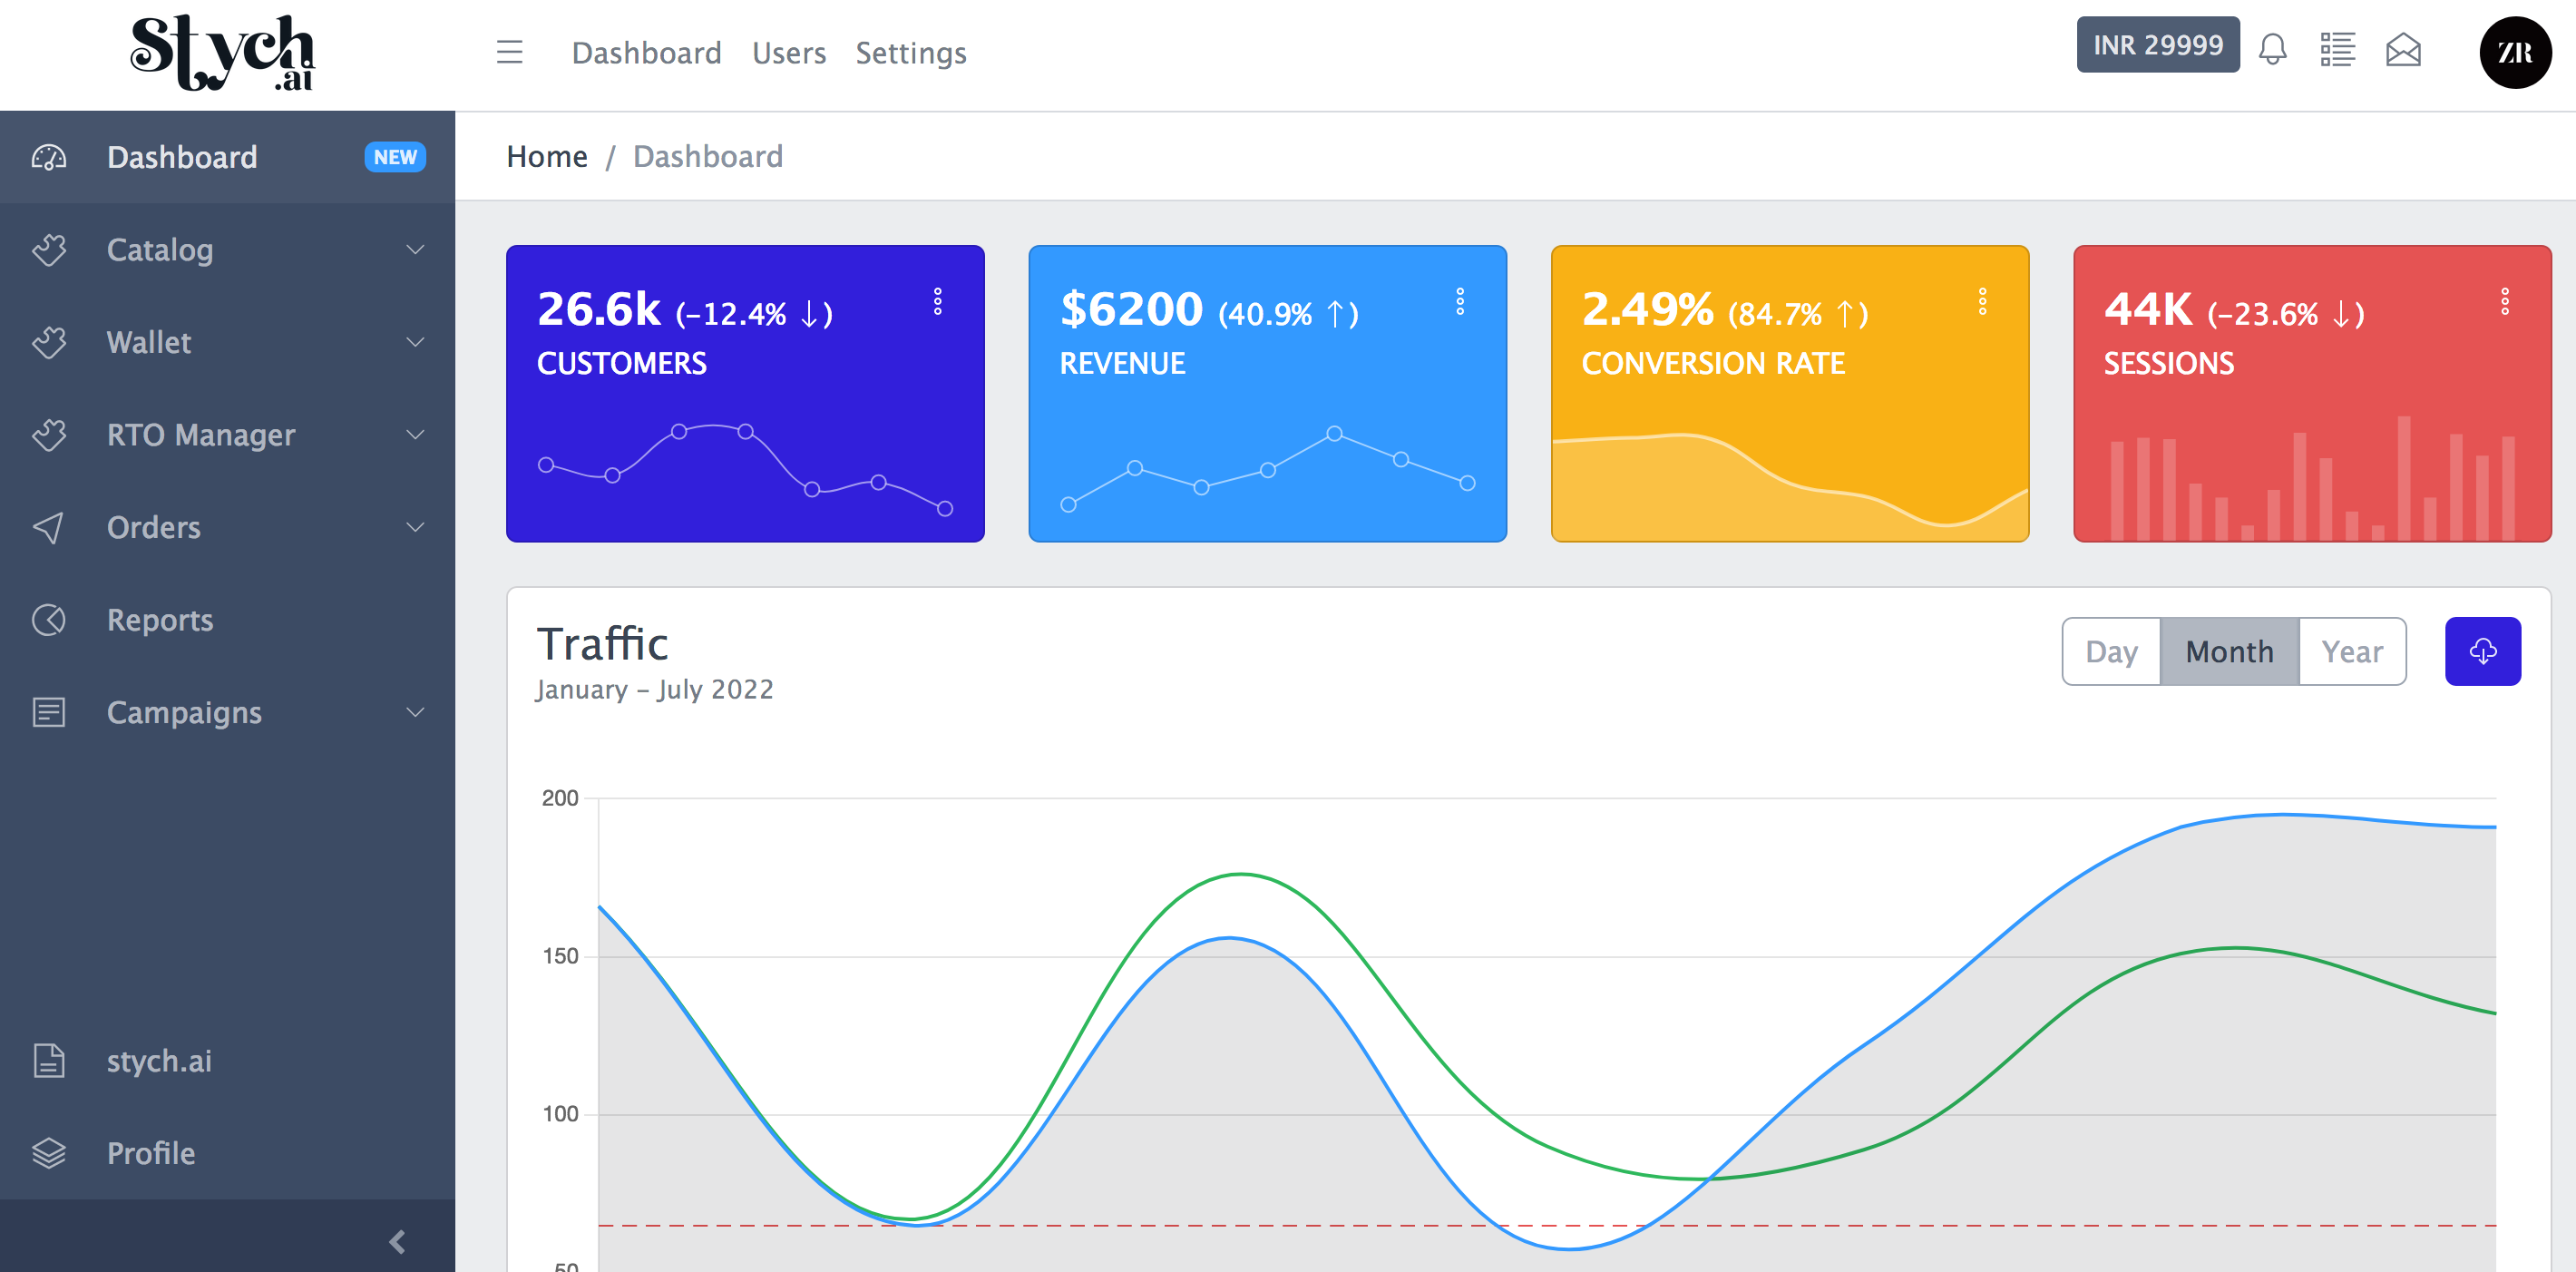 Stych
.ai
Dashboard Users Settings
INR 29999
ZR
Dashboard NEW
Catalog
Wallet
RTO Manager
Orders
Reports
Campaigns
stych.ai
Profile
Home / Dashboard
26.6k (-12.4% ↓)
CUSTOMERS
$6200 (40.9% ↑)
REVENUE
2.49% (84.7% ↑)
CONVERSION RATE
44K (-23.6% ↓)
SESSIONS
Traffic
January - July 2022
Day Month Year
200
150
100
50